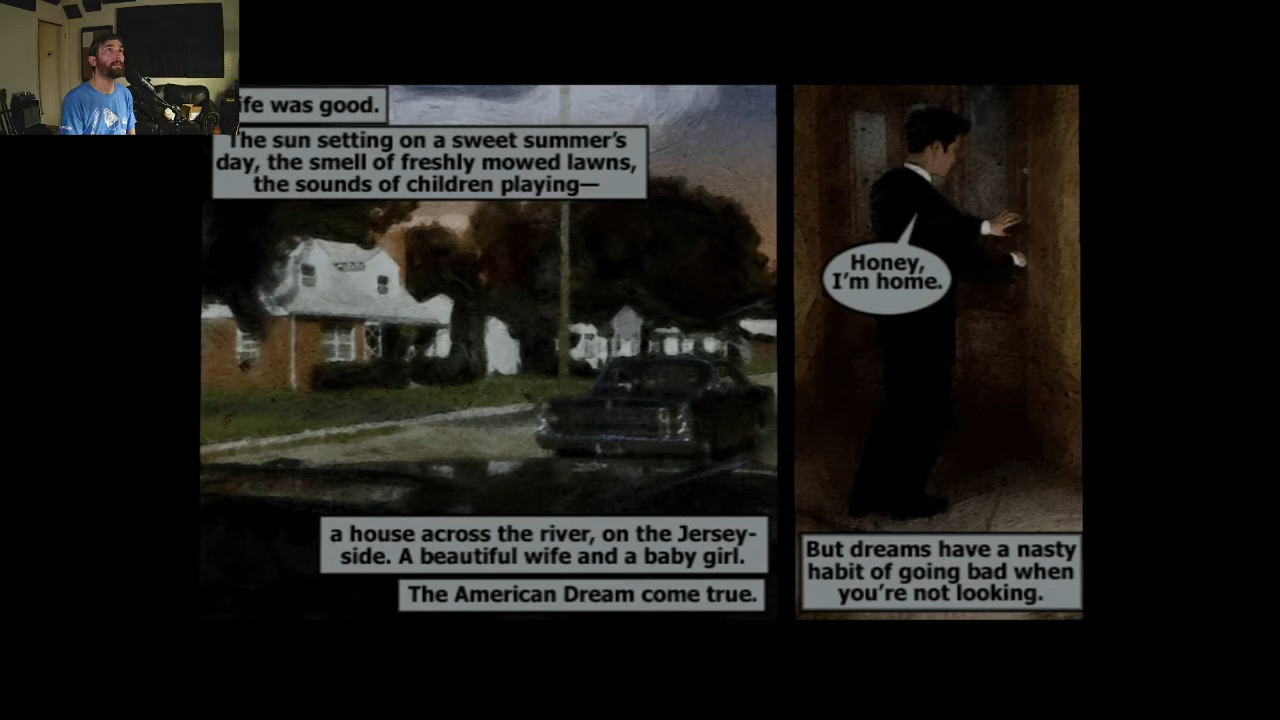 ife was good.
The sun setting on a sweet summer's
day, the smell of freshly mowed lawns,
the sounds of children playing—
a house across the river, on the Jersey-
side. A beautiful wife and a baby girl.
The American Dream come true.
Honey,
I'm home.
But dreams have a nasty
habit of going bad when
you're not looking.